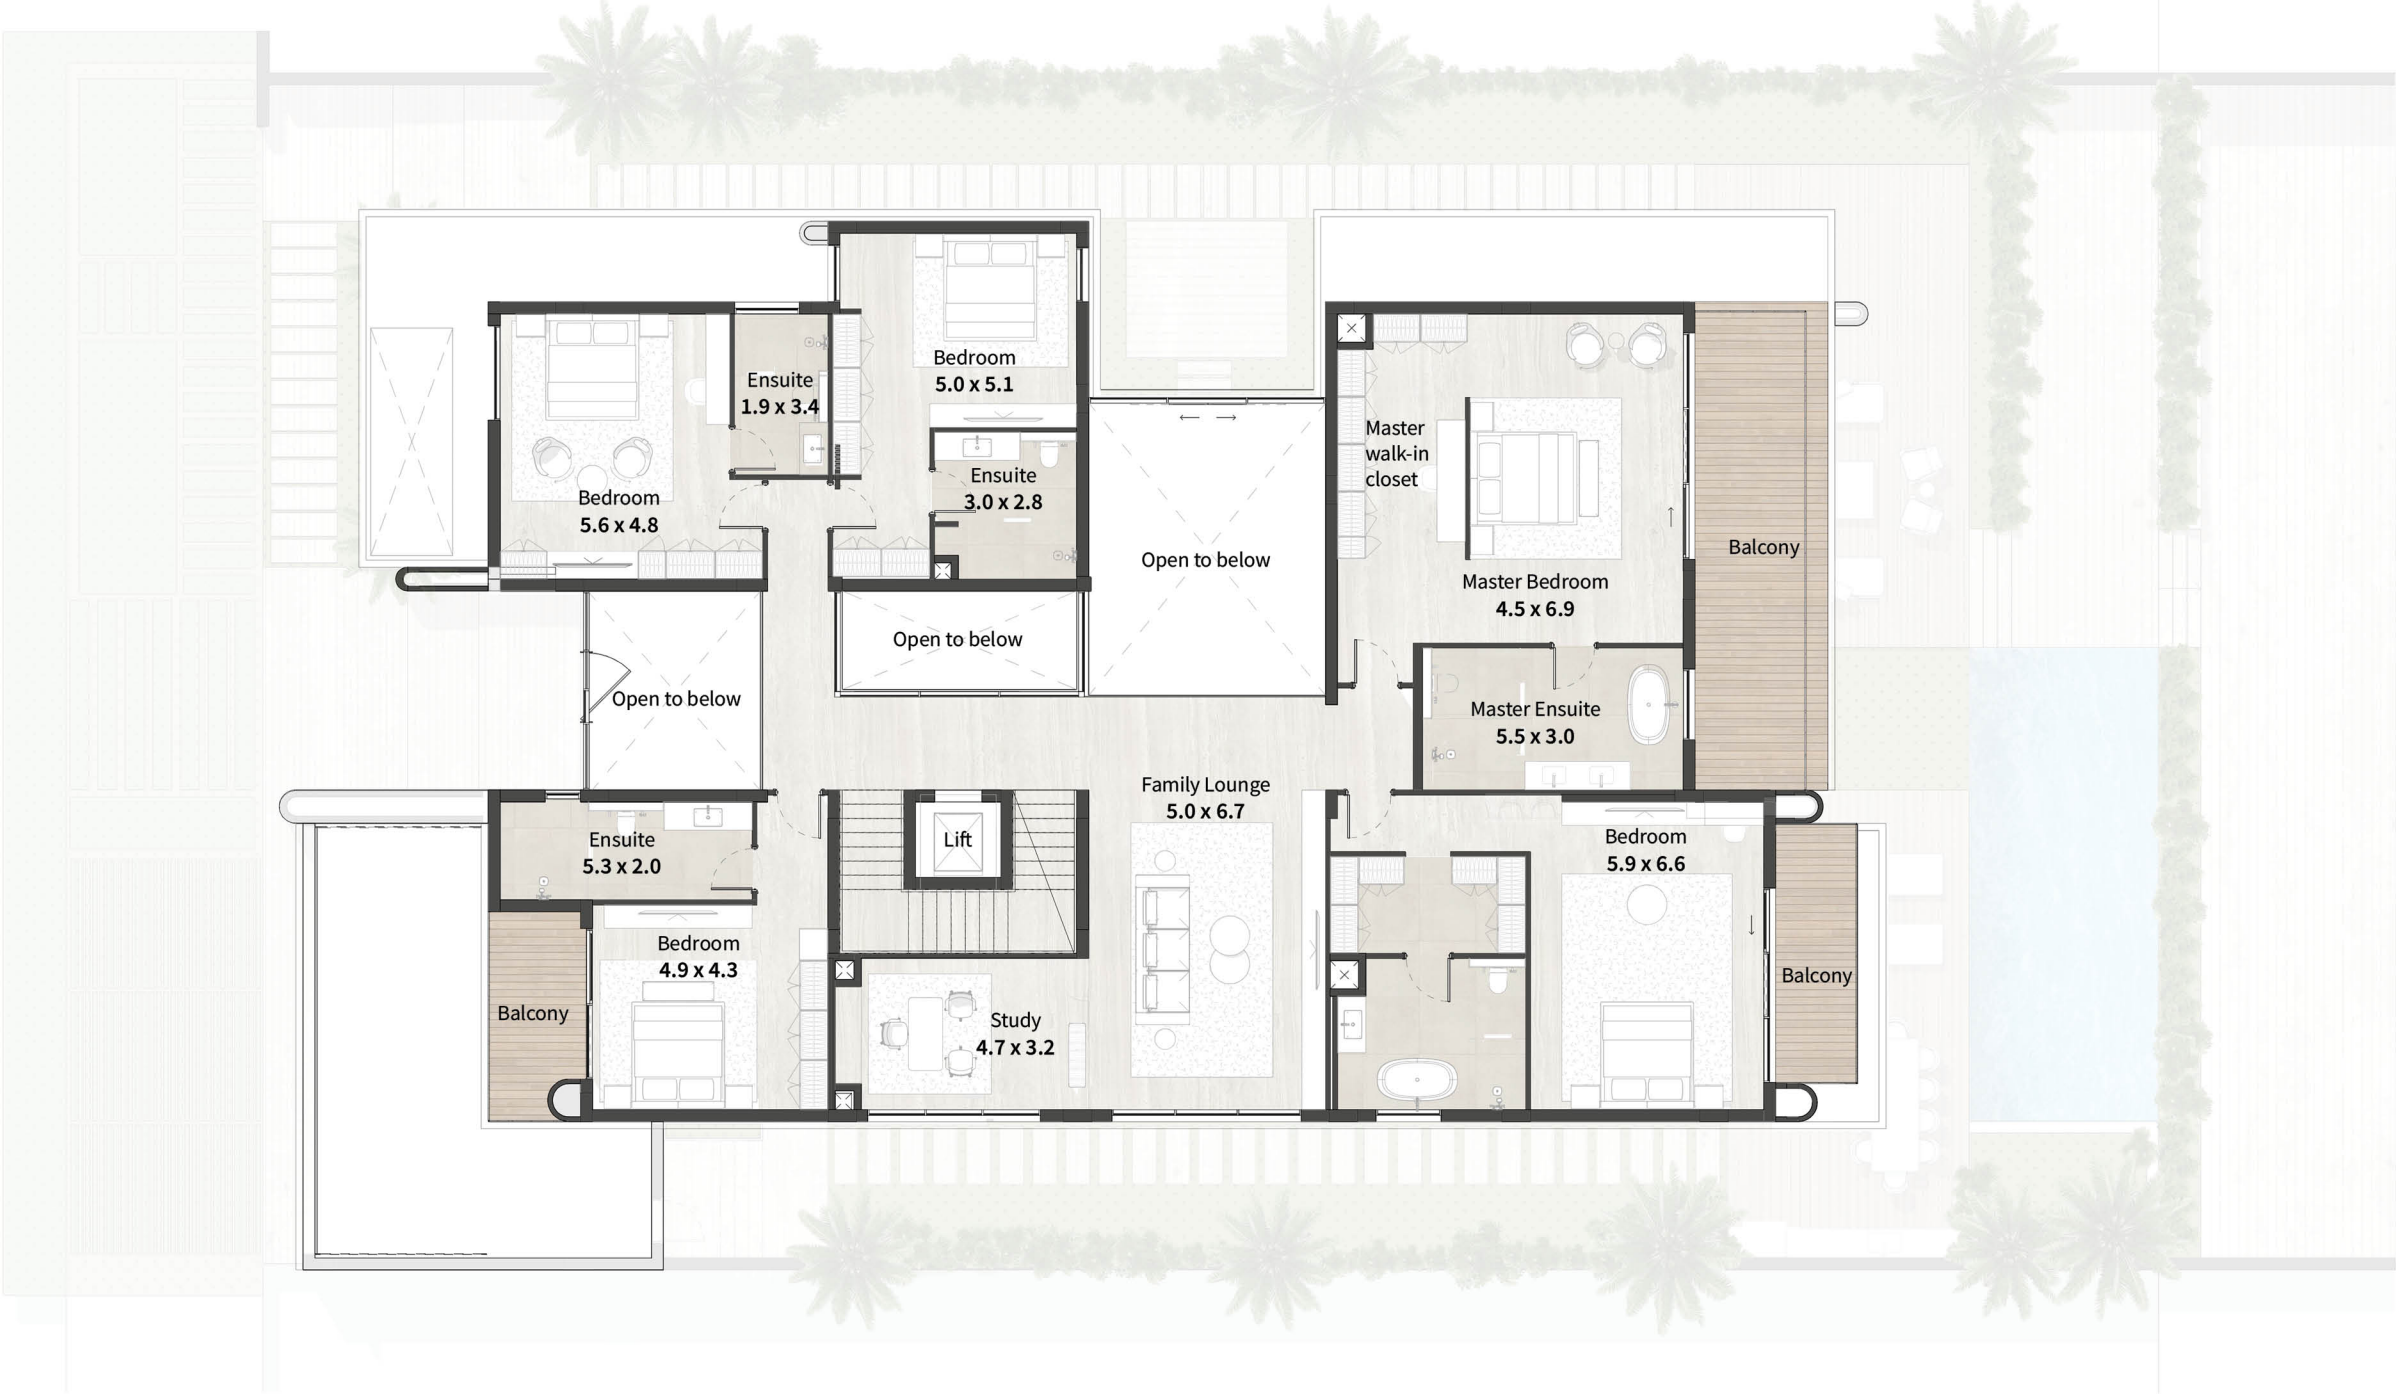 Bedroom
5.0 x 5.1
Ensuite
1.9 x 3.4
Bedroom
5.6 x 4.8
Ensuite
3.0 x 2.8
Master
walk-in
closet
Open to below
Balcony
Master Bedroom
4.5 x 6.9
Open to below
Open to below
Master Ensuite
5.5 x 3.0
Family Lounge
5.0 x 6.7
Ensuite
5.3 x 2.0
Lift
Bedroom
5.9 x 6.6
Bedroom
4.9 x 4.3
Balcony
Balcony
Study
4.7 x 3.2